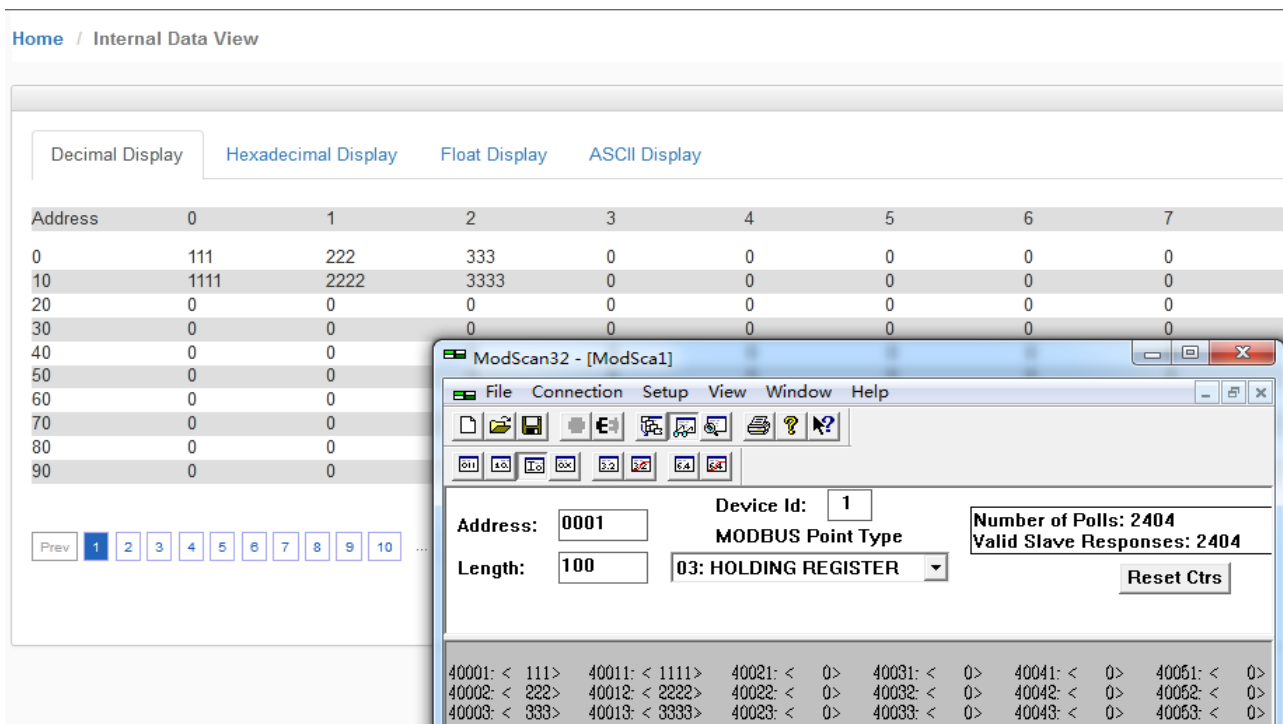 Home / Internal Data View
Decimal Display Hexadecimal Display Float Display ASCII Display
Address 0 1 2 3 4 5 6 7
0 111 222 333 0 0 0 0 0
10 1111 2222 3333 0 0 0 0 0
20 0 0 0 0 0 0 0 0
30 0 0 0 0 0 0 0 0
40 0 0
50 0 0
60 0 0
70 0 0
80 0 0
90 0 0
Prev 1 2 3 4 5 6 7 8 9 10 ...
ModScan32 - [ModSca1]
File Connection Setup View Window Help
Address: 0001
Device Id: 1
MODBUS Point Type
Length: 100
03: HOLDING REGISTER
Number of Polls: 2404
Valid Slave Responses: 2404
Reset Ctrs
40001: < 111> 40011: < 1111> 40021: < 0> 40031: < 0> 40041: < 0> 40051: < 0>
40002: < 222> 40012: < 2222> 40022: < 0> 40032: < 0> 40042: < 0> 40052: < 0>
40003: < 333> 40013: < 3333> 40023: < 0> 40033: < 0> 40043: < 0> 40053: < 0>